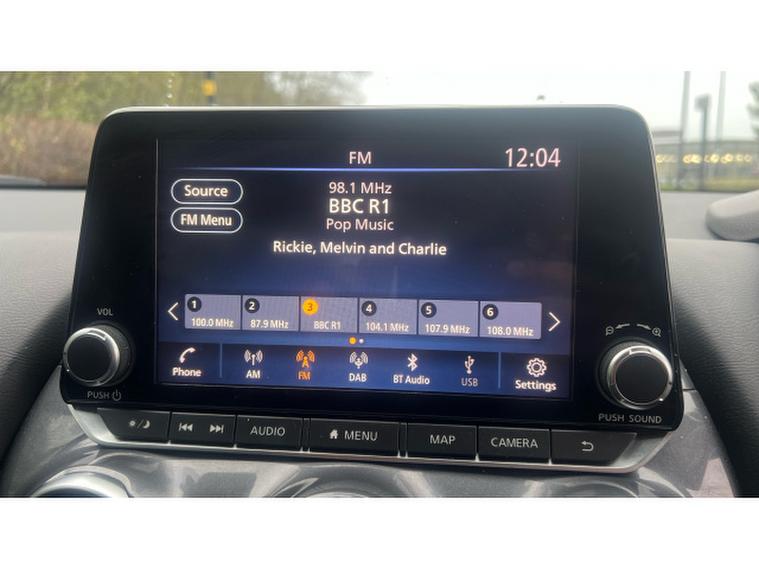 FM 12:04
Source 98.1 MHz
BBC R1
FM Menu Pop Music
Rickie, Melvin and Charlie
1 2 3 4 5 6
100.0 MHz 87.9 MHz BBC R1 104.1 MHz 107.9 MHz 108.0 MHz
VOL
Phone AM FM DAB BT Audio USB Settings
PUSH PUSH SOUND
AUDIO MENU MAP CAMERA